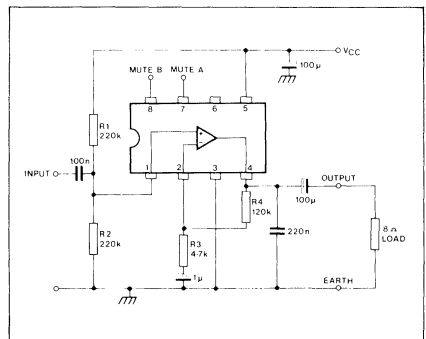 VCC
100μ
MUTE B MUTE A
8 7 6 5
R1
220k
100n
INPUT
+
−
1 2 3 4
R4
120k
OUTPUT
100μ
R2
220k
R3
4·7k
220n
8Ω
LOAD
1μ
EARTH